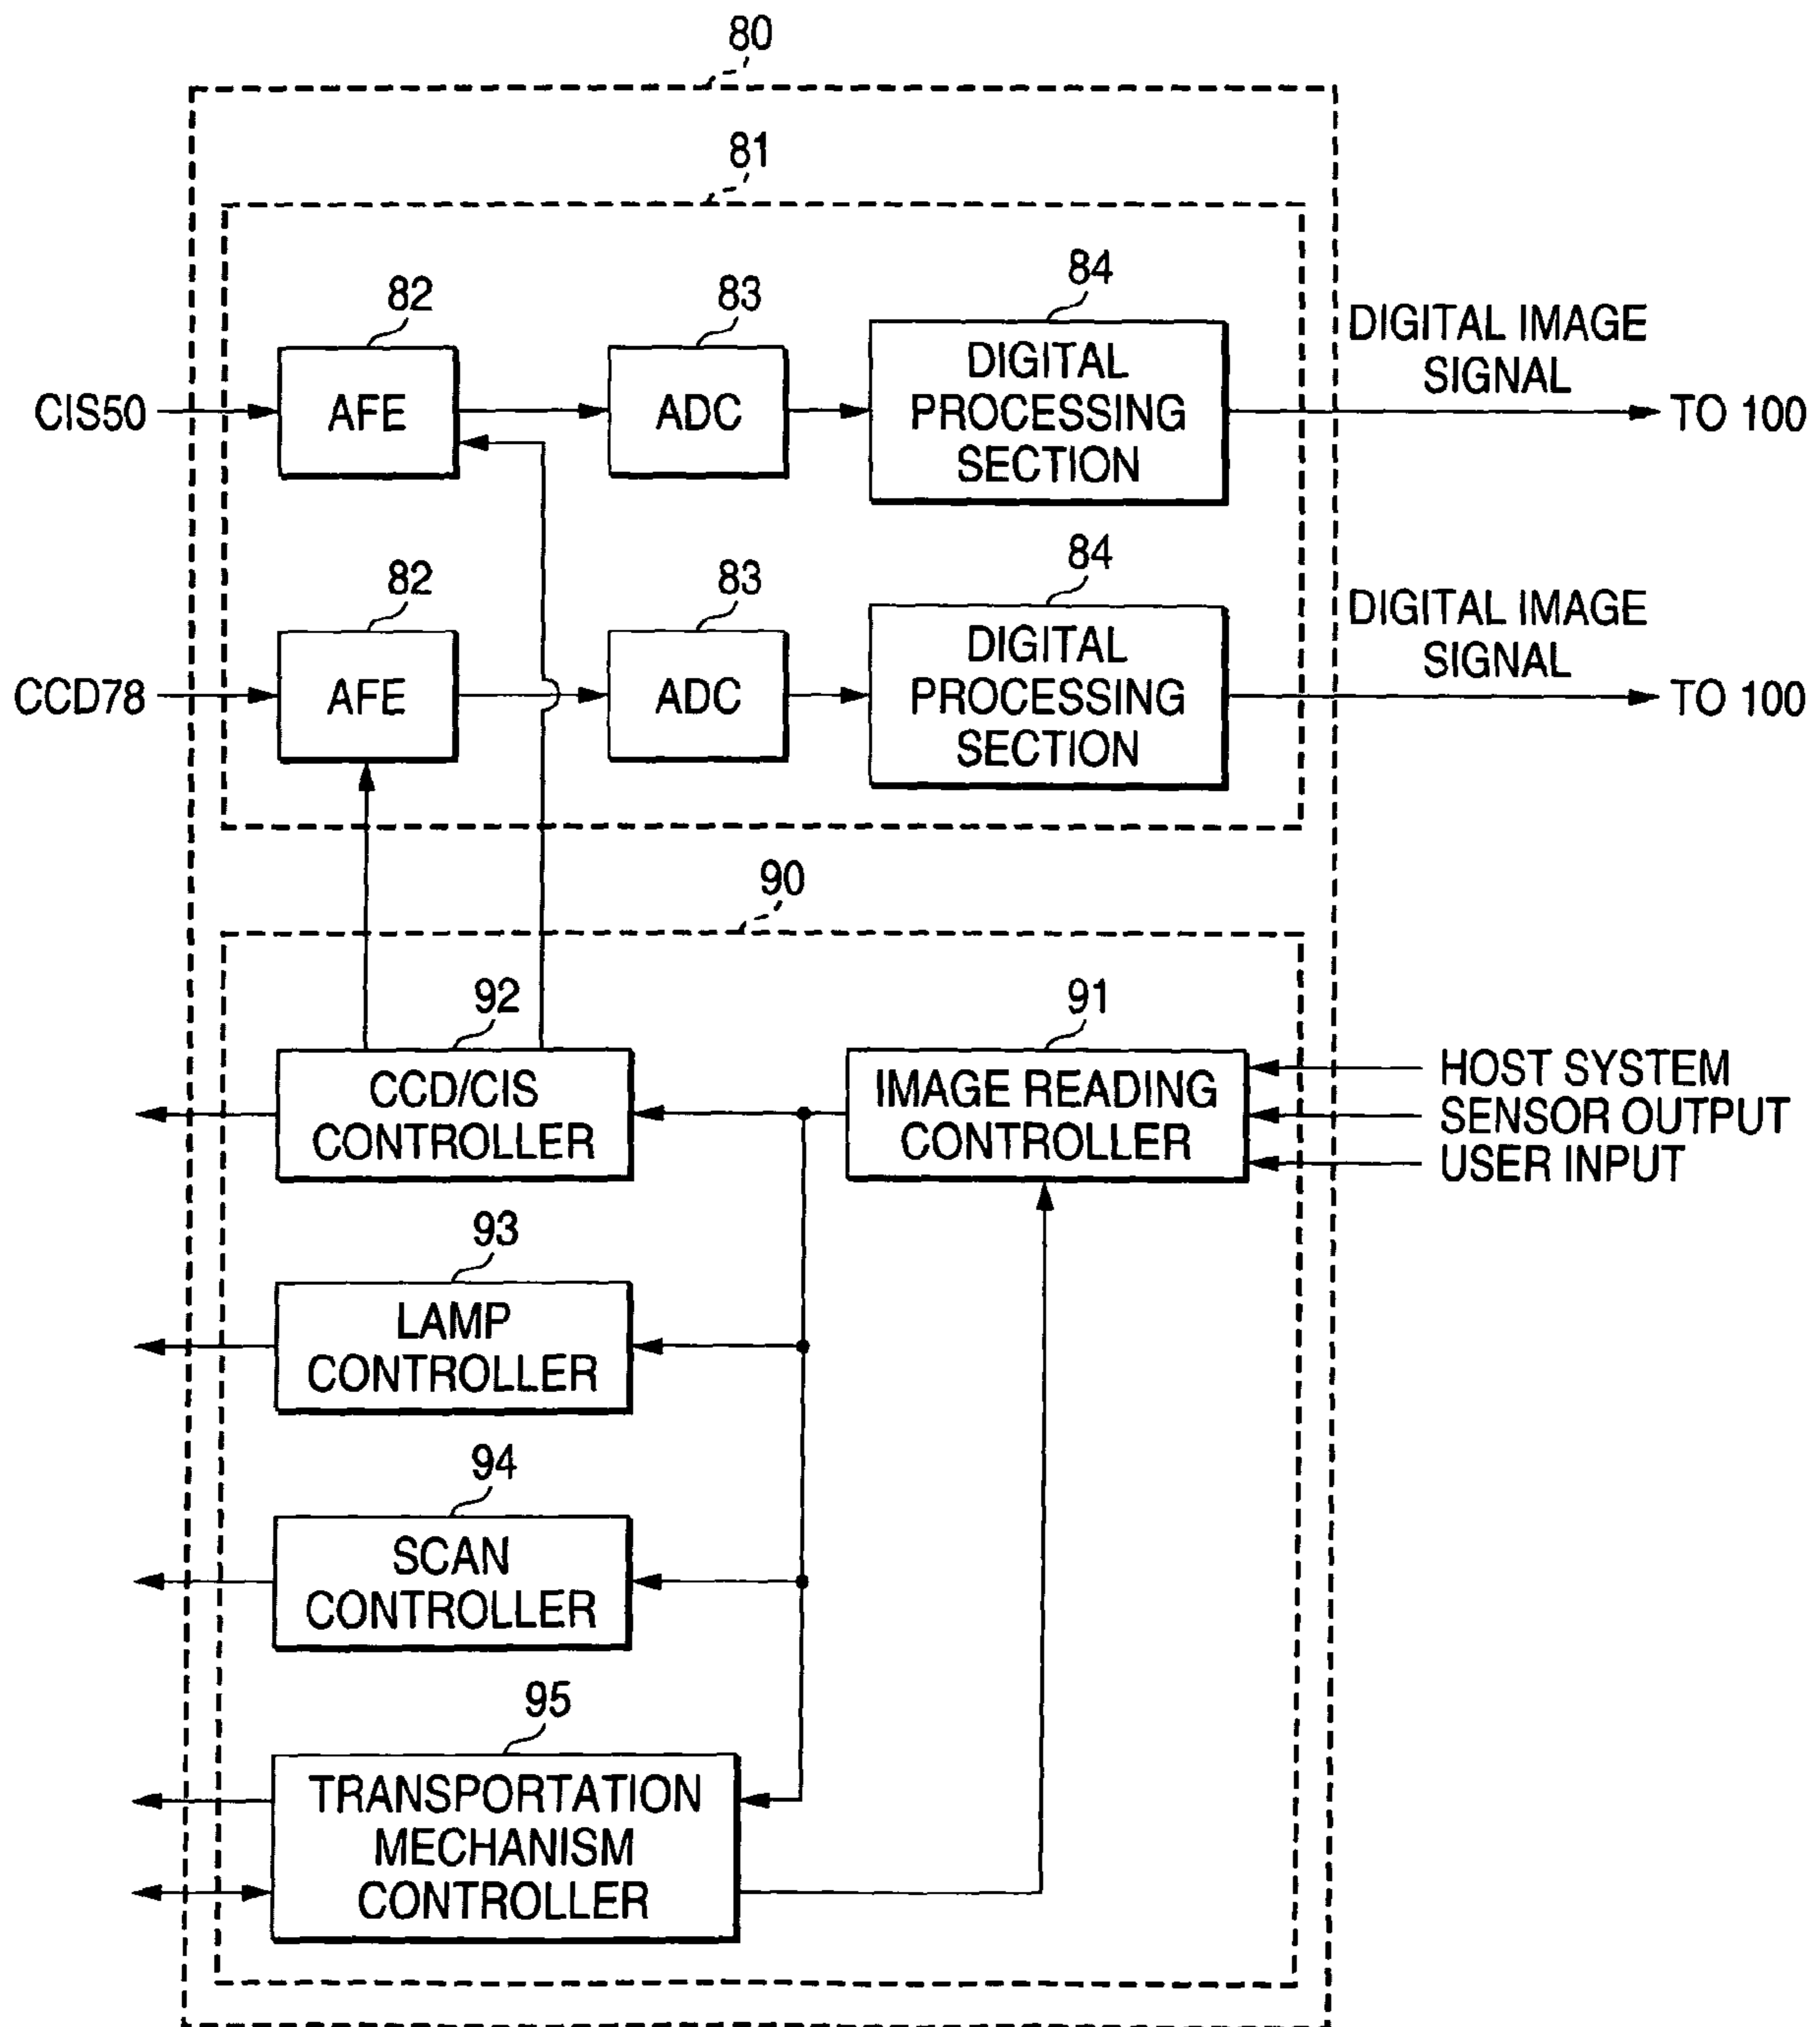 80
81
82
83
84
CIS50
AFE
ADC
DIGITAL
PROCESSING
SECTION
DIGITAL IMAGE
SIGNAL
TO 100
82
83
84
CCD78
AFE
ADC
DIGITAL
PROCESSING
SECTION
DIGITAL IMAGE
SIGNAL
TO 100
90
92
CCD/CIS
CONTROLLER
91
IMAGE READING
CONTROLLER
HOST SYSTEM
SENSOR OUTPUT
USER INPUT
93
LAMP
CONTROLLER
94
SCAN
CONTROLLER
95
TRANSPORTATION
MECHANISM
CONTROLLER